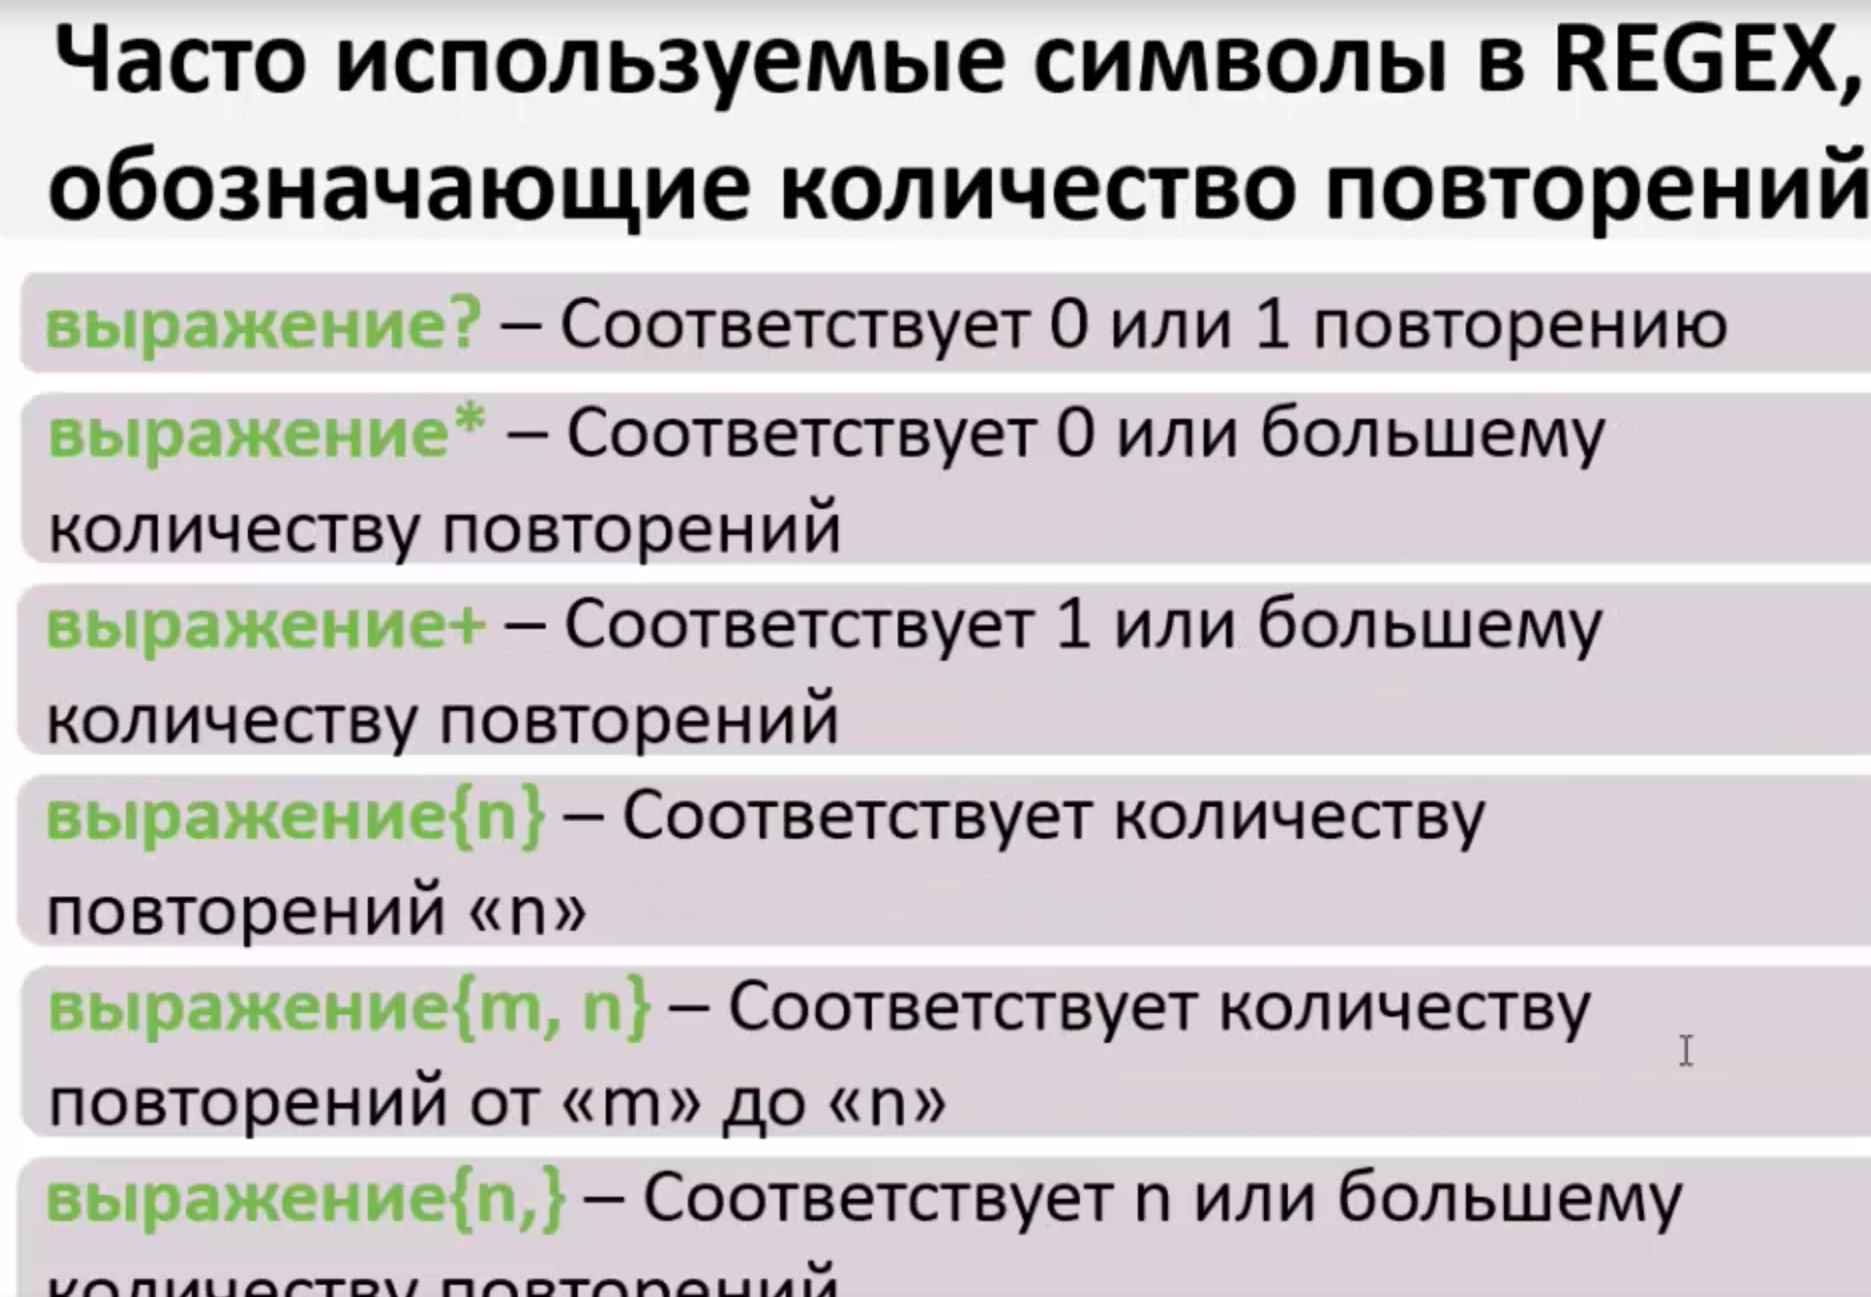 Часто используемые символы в REGEX,
обозначающие количество повторений
выражение? – Соответствует 0 или 1 повторению
выражение* – Соответствует 0 или большему
количеству повторений
выражение+ – Соответствует 1 или большему
количеству повторений
выражение{n} – Соответствует количеству
повторений «n»
выражение{m, n} – Соответствует количеству
повторений от «m» до «n»
выражение{n,} – Соответствует n или большему
количеству повторений